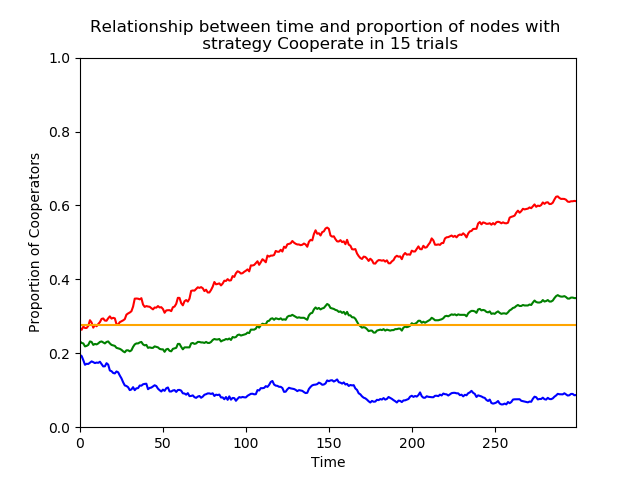 Relationship between time and proportion of nodes with
strategy Cooperate in 15 trials
1.0
0.8
0.6
0.4
0.2
0.0
Proportion of Cooperators
0 50 100 150 200 250
Time